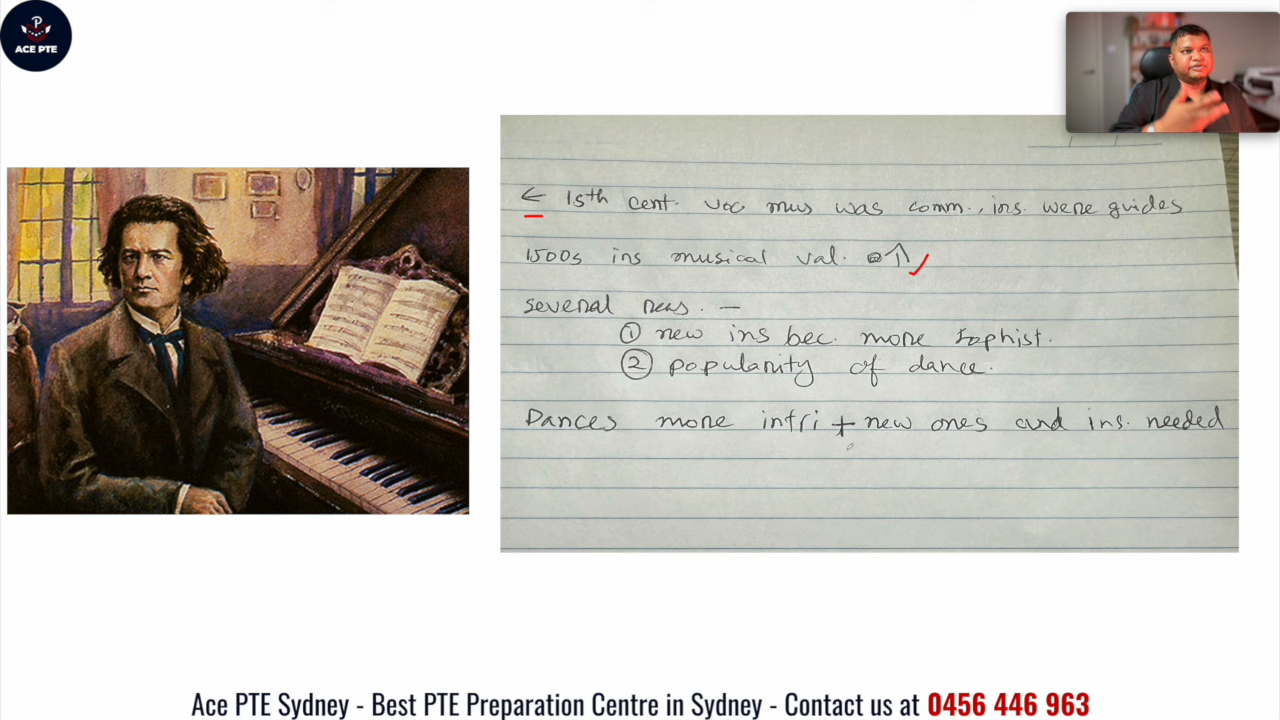 ACE PTE
← 15th cent. voc mus was comm., ins. were guides
1500s ins musical val. ↑
several reas. —
① new ins bec. more sophist.
② popularity of dance.
Dances more intri + new ones and ins. needed
Ace PTE Sydney - Best PTE Preparation Centre in Sydney - Contact us at 0456 446 963